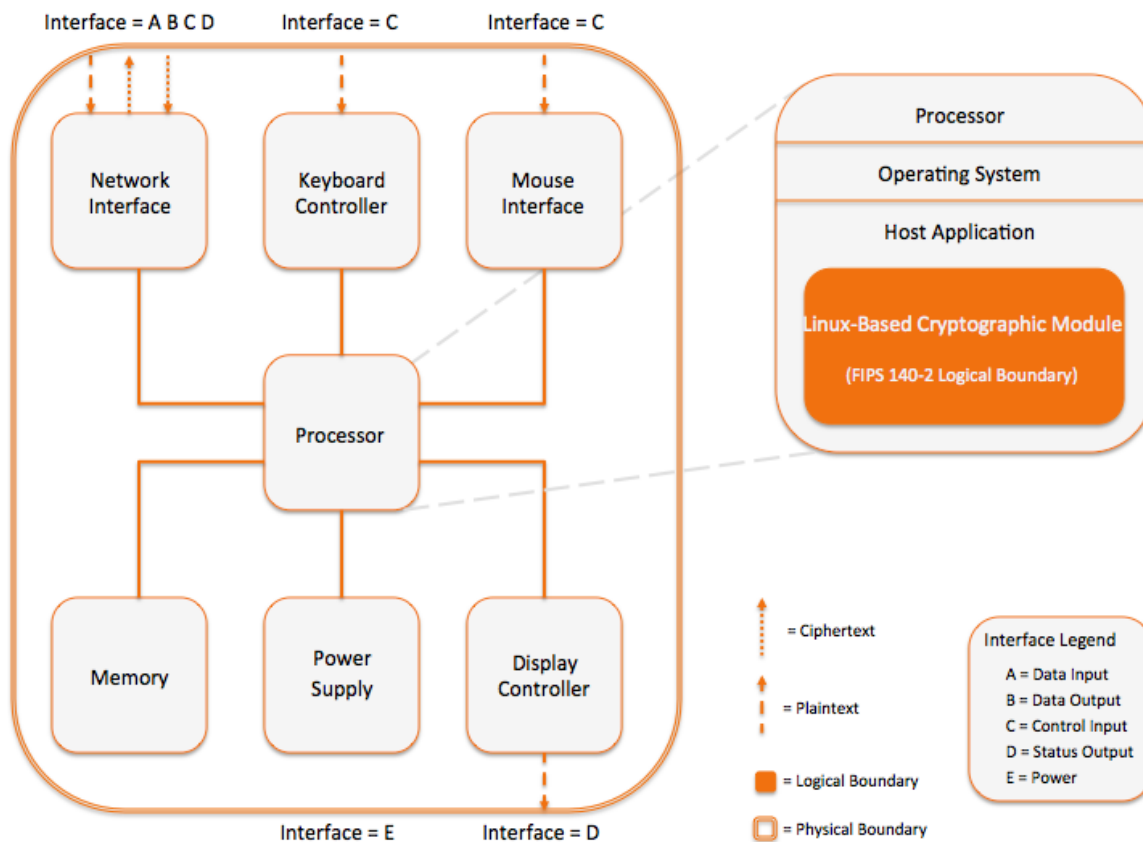 Interface = A B C D
Interface = C
Interface = C
Network
Interface
Keyboard
Controller
Mouse
Interface
Processor
Memory
Power
Supply
Display
Controller
Interface = E
Interface = D
Processor
Operating System
Host Application
Linux-Based Cryptographic Module
(FIPS 140-2 Logical Boundary)
= Ciphertext
= Plaintext
= Logical Boundary
= Physical Boundary
Interface Legend
A = Data Input
B = Data Output
C = Control Input
D = Status Output
E = Power